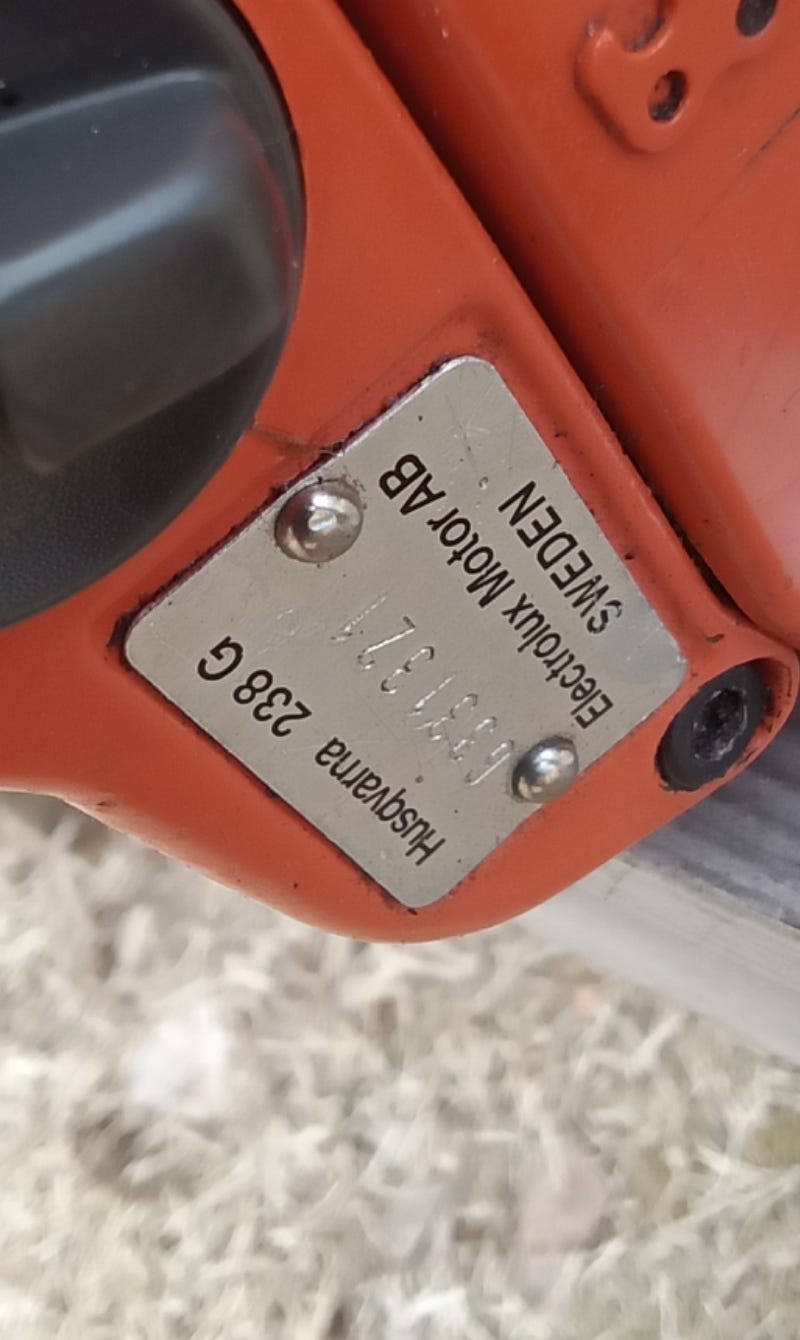 Husqvarna 238 G
Electrolux Motor AB
SWEDEN